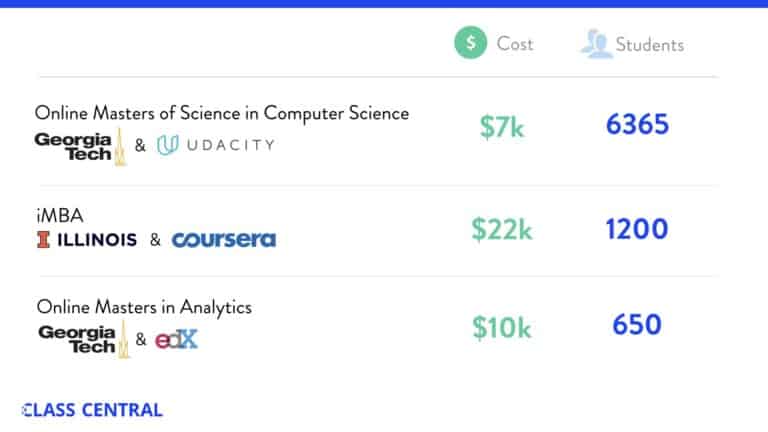 $ Cost Students
Online Masters of Science in Computer Science
Georgia Tech & UDACITY
$7k 6365
iMBA
I ILLINOIS & coursera
$22k 1200
Online Masters in Analytics
Georgia Tech & edX
$10k 650
CLASS CENTRAL